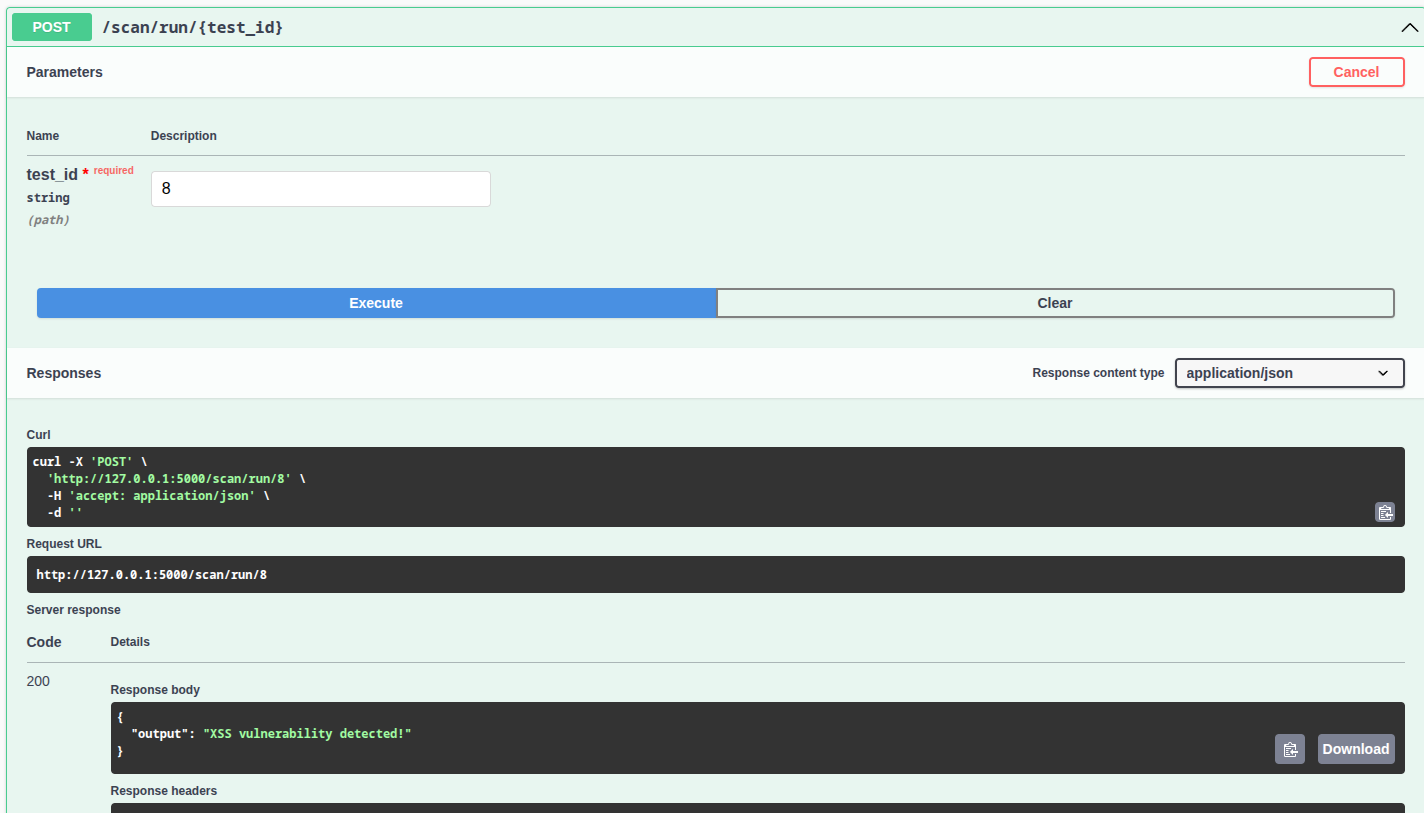 POST /scan/run/{test_id}
Parameters Cancel
Name Description
test_id * required 8
string
(path)
Execute Clear
Responses Response content type application/json
Curl
curl -X 'POST' \
'http://127.0.0.1:5000/scan/run/8' \
-H 'accept: application/json' \
-d ''
Request URL
http://127.0.0.1:5000/scan/run/8
Server response
Code Details
200
Response body
{
"output": "XSS vulnerability detected!"
}
Download
Response headers